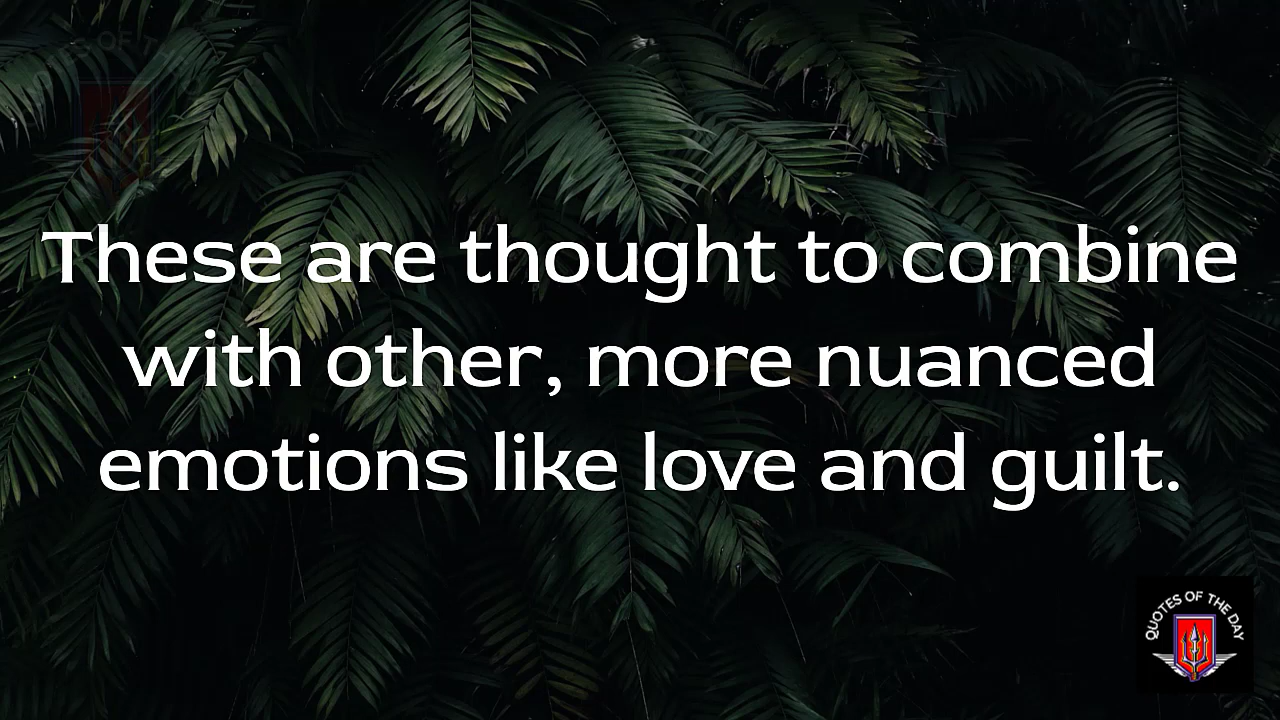 These are thought to combine
with other, more nuanced
emotions like love and guilt.
QUOTES OF THE DAY